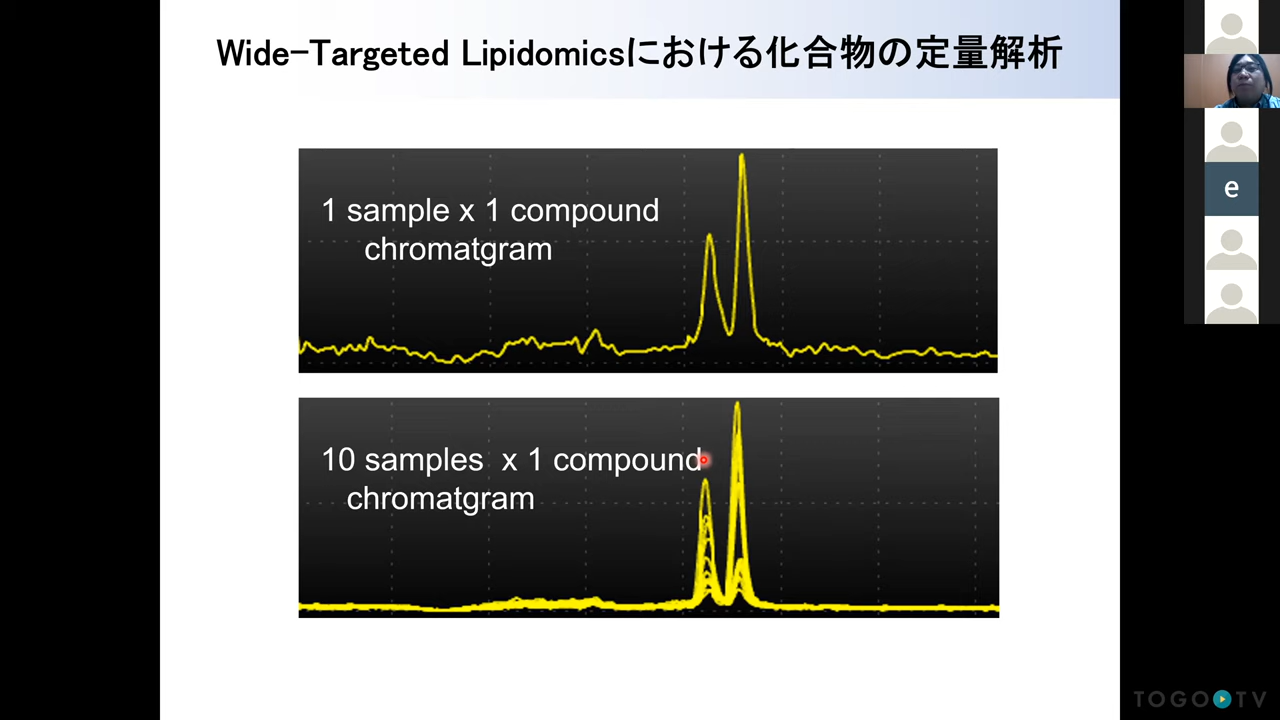 Wide-Targeted Lipidomicsにおける化合物の定量解析
1 sample x 1 compound
chromatgram
10 samples x 1 compound
chromatgram
e
TOGO TV